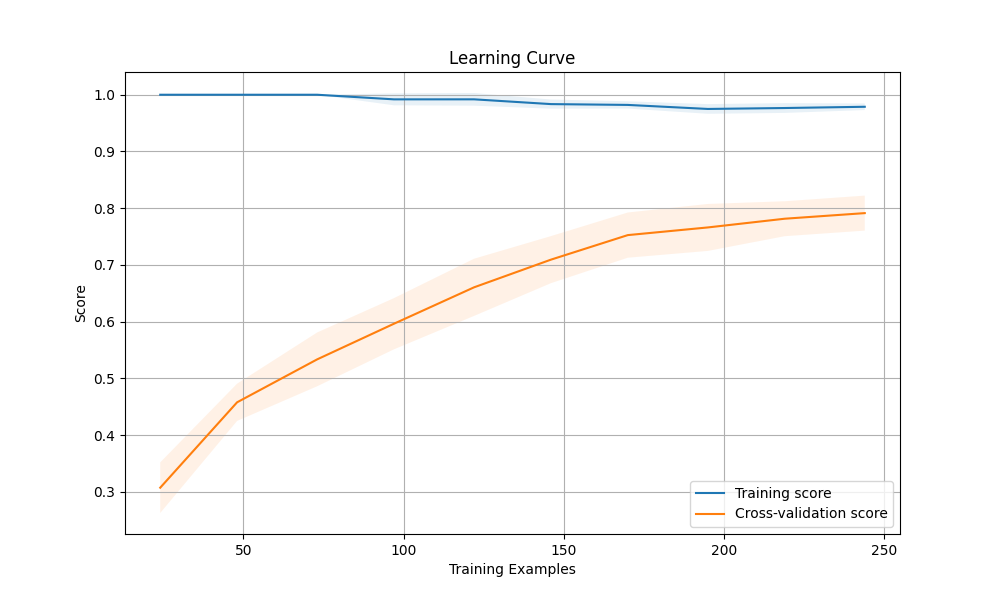 Learning Curve
1.0
0.9
0.8
0.7
0.6
0.5
0.4
0.3
Score
50
100
150
200
250
Training Examples
Training score
Cross-validation score